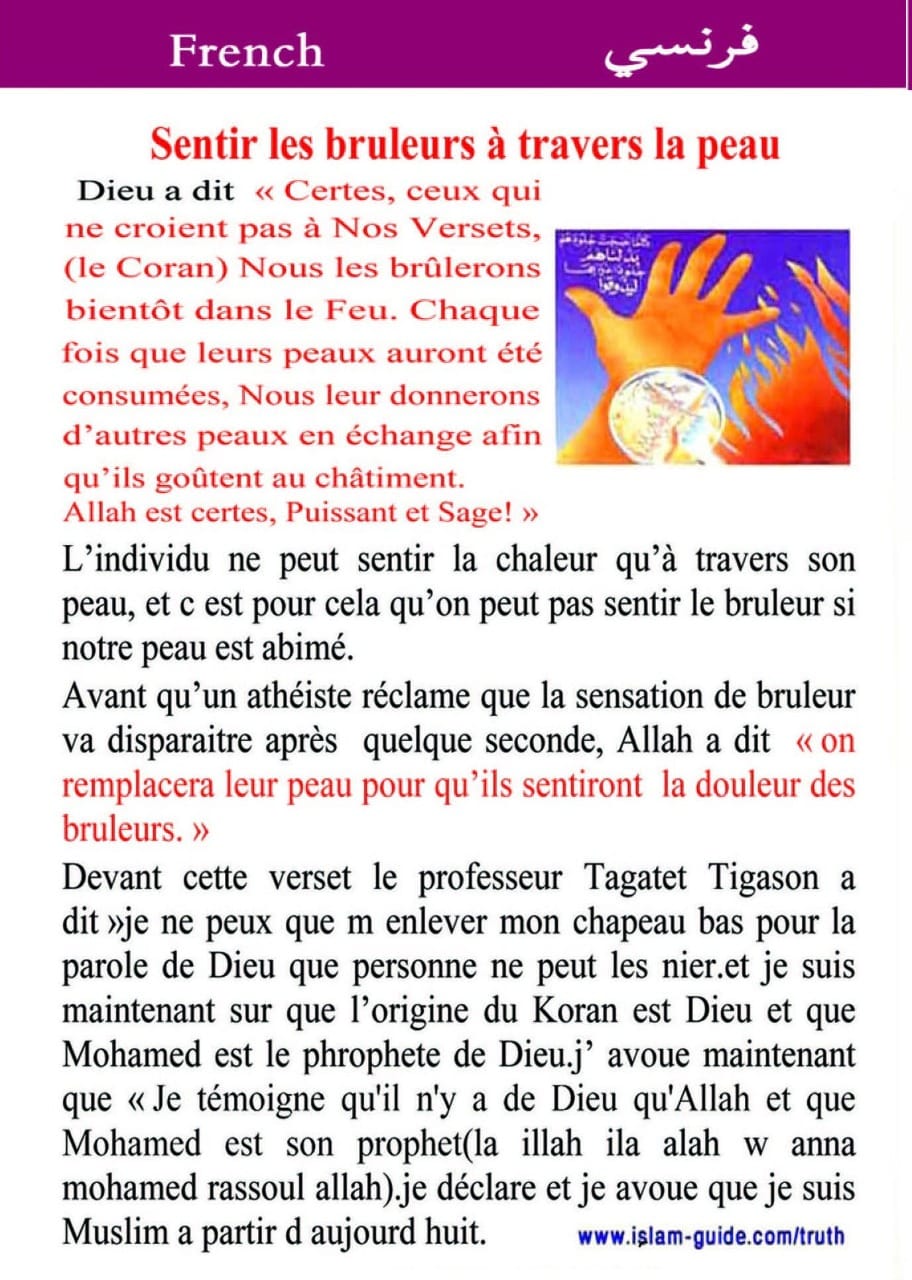 French
فرنسي
Sentir les bruleurs à travers la peau
Dieu a dit « Certes, ceux qui
ne croient pas à Nos Versets,
(le Coran) Nous les brûlerons
bientôt dans le Feu. Chaque
fois que leurs peaux auront été
consumées, Nous leur donnerons
d’autres peaux en échange afin
qu’ils goûtent au châtiment.
Allah est certes, Puissant et Sage! »
كلما نضجت جلودهم
بدلناهم
جلودا غيرها
ليذوقوا
L’individu ne peut sentir la chaleur qu’à travers son
peau, et c est pour cela qu’on peut pas sentir le bruleur si
notre peau est abimé.
Avant qu’un athéiste réclame que la sensation de bruleur
va disparaitre après quelque seconde, Allah a dit « on
remplacera leur peau pour qu’ils sentiront la douleur des
bruleurs. »
Devant cette verset le professeur Tagatet Tigason a
dit »je ne peux que m enlever mon chapeau bas pour la
parole de Dieu que personne ne peut les nier.et je suis
maintenant sur que l’origine du Koran est Dieu et que
Mohamed est le phrophete de Dieu.j’ avoue maintenant
que « Je témoigne qu'il n'y a de Dieu qu'Allah et que
Mohamed est son prophet(la illah ila alah w anna
mohamed rassoul allah).je déclare et je avoue que je suis
Muslim a partir d aujourd huit.
www.islam-guide.com/truth